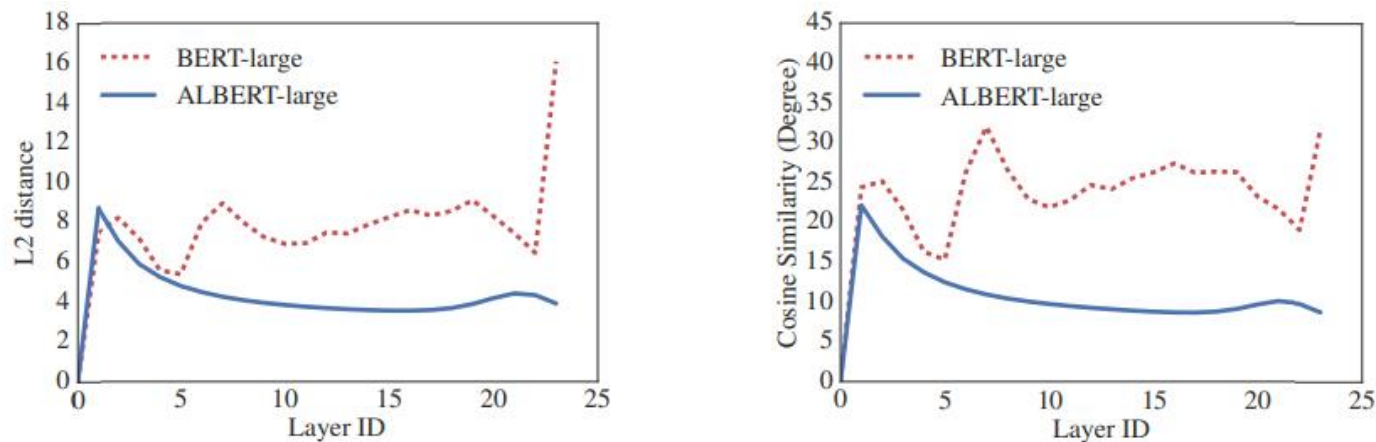 18
16
14
12
10
8
6
4
2
0
L2 distance
BERT-large
ALBERT-large
0 5 10 15 20 25
Layer ID
45
40
35
30
25
20
15
10
5
0
Cosine Similarity (Degree)
BERT-large
ALBERT-large
0 5 10 15 20 25
Layer ID